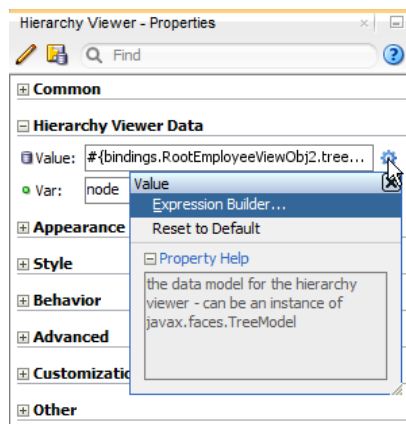 Hierarchy Viewer - Properties
Find
Common
Hierarchy Viewer Data
Value: #{bindings.RootEmployeeViewObj2.tree...
Var: node
Value
Expression Builder...
Reset to Default
Property Help
the data model for the hierarchy
viewer - can be an instance of
javax.faces.TreeModel
Appearance
Style
Behavior
Advanced
Customizatio
Other